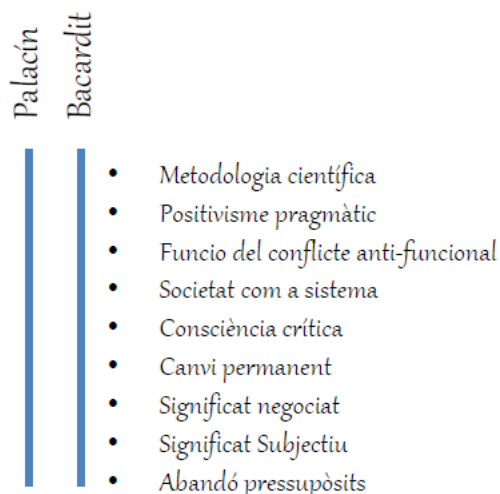 Palacín
Bacardit
• Metodologia científica
• Positivisme pragmàtic
• Funcio del conflicte anti-funcional
• Societat com a sistema
• Consciència crítica
• Canvi permanent
• Significat negociat
• Significat Subjectiu
• Abandó pressupòsits